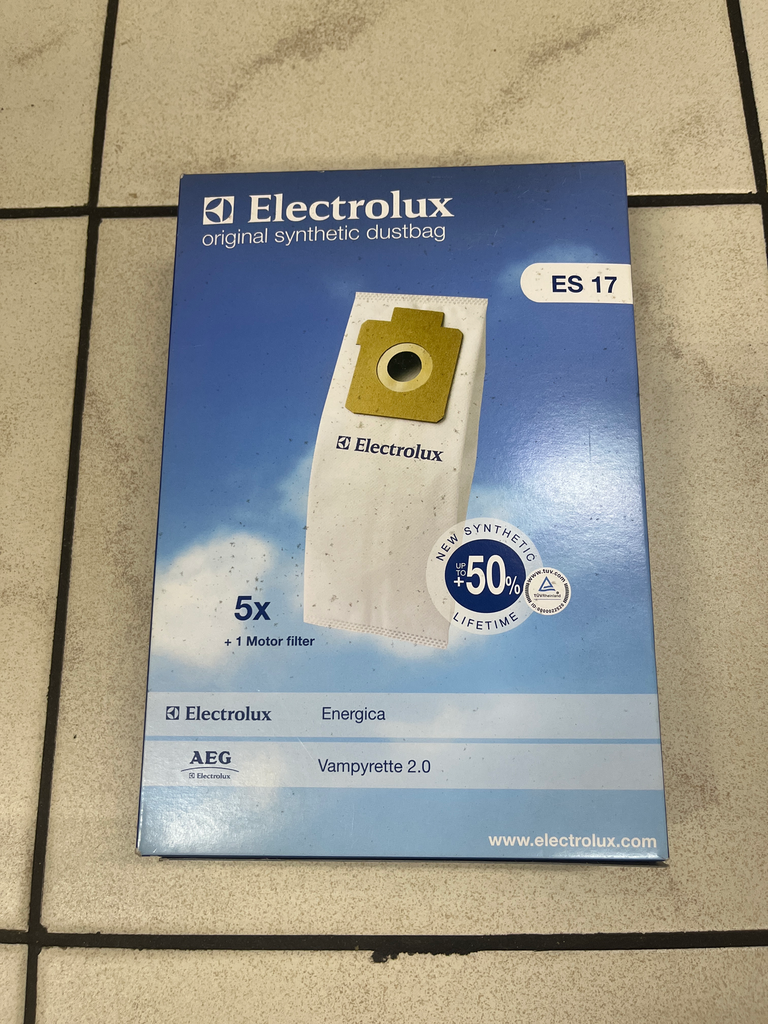 Electrolux
original synthetic dustbag
ES 17
Electrolux
NEW SYNTHETIC
UP TO
+50%
LIFETIME
www.tuv.com
TÜVRheinland
5x
+ 1 Motor filter
Electrolux Energica
AEG
Electrolux
Vampyrette 2.0
www.electrolux.com